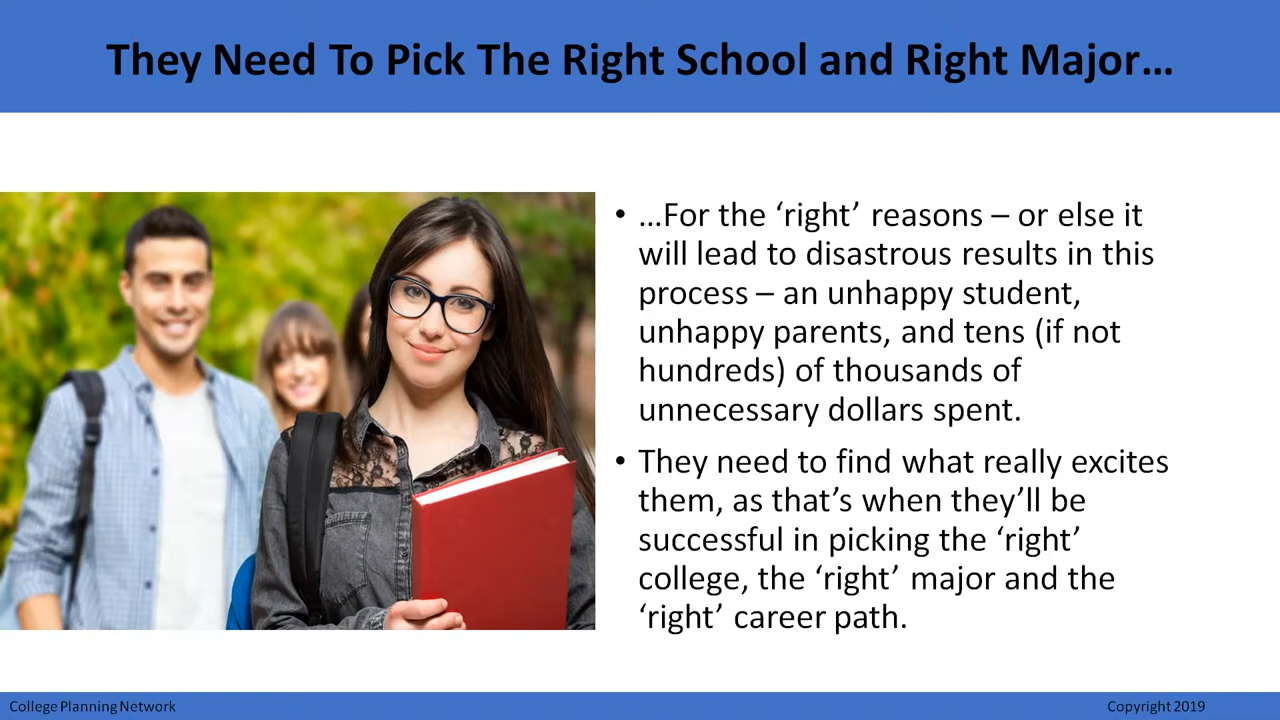 They Need To Pick The Right School and Right Major…
• …For the ‘right’ reasons – or else it
will lead to disastrous results in this
process – an unhappy student,
unhappy parents, and tens (if not
hundreds) of thousands of
unnecessary dollars spent.
• They need to find what really excites
them, as that’s when they’ll be
successful in picking the ‘right’
college, the ‘right’ major and the
‘right’ career path.
College Planning Network
Copyright 2019